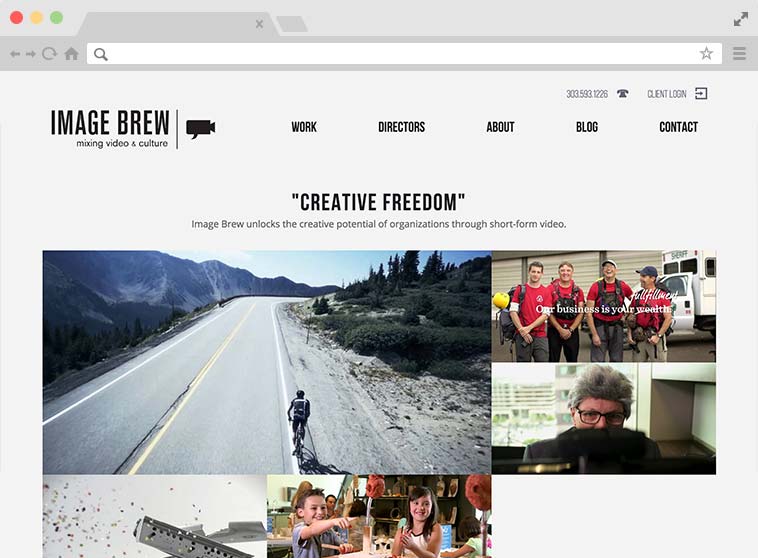 303.593.1226
CLIENT LOGIN
IMAGE BREW
mixing video & culture
WORK
DIRECTORS
ABOUT
BLOG
CONTACT
"CREATIVE FREEDOM"
Image Brew unlocks the creative potential of organizations through short-form video.
SHERIFF
fulfillment
Our business is your wealth.